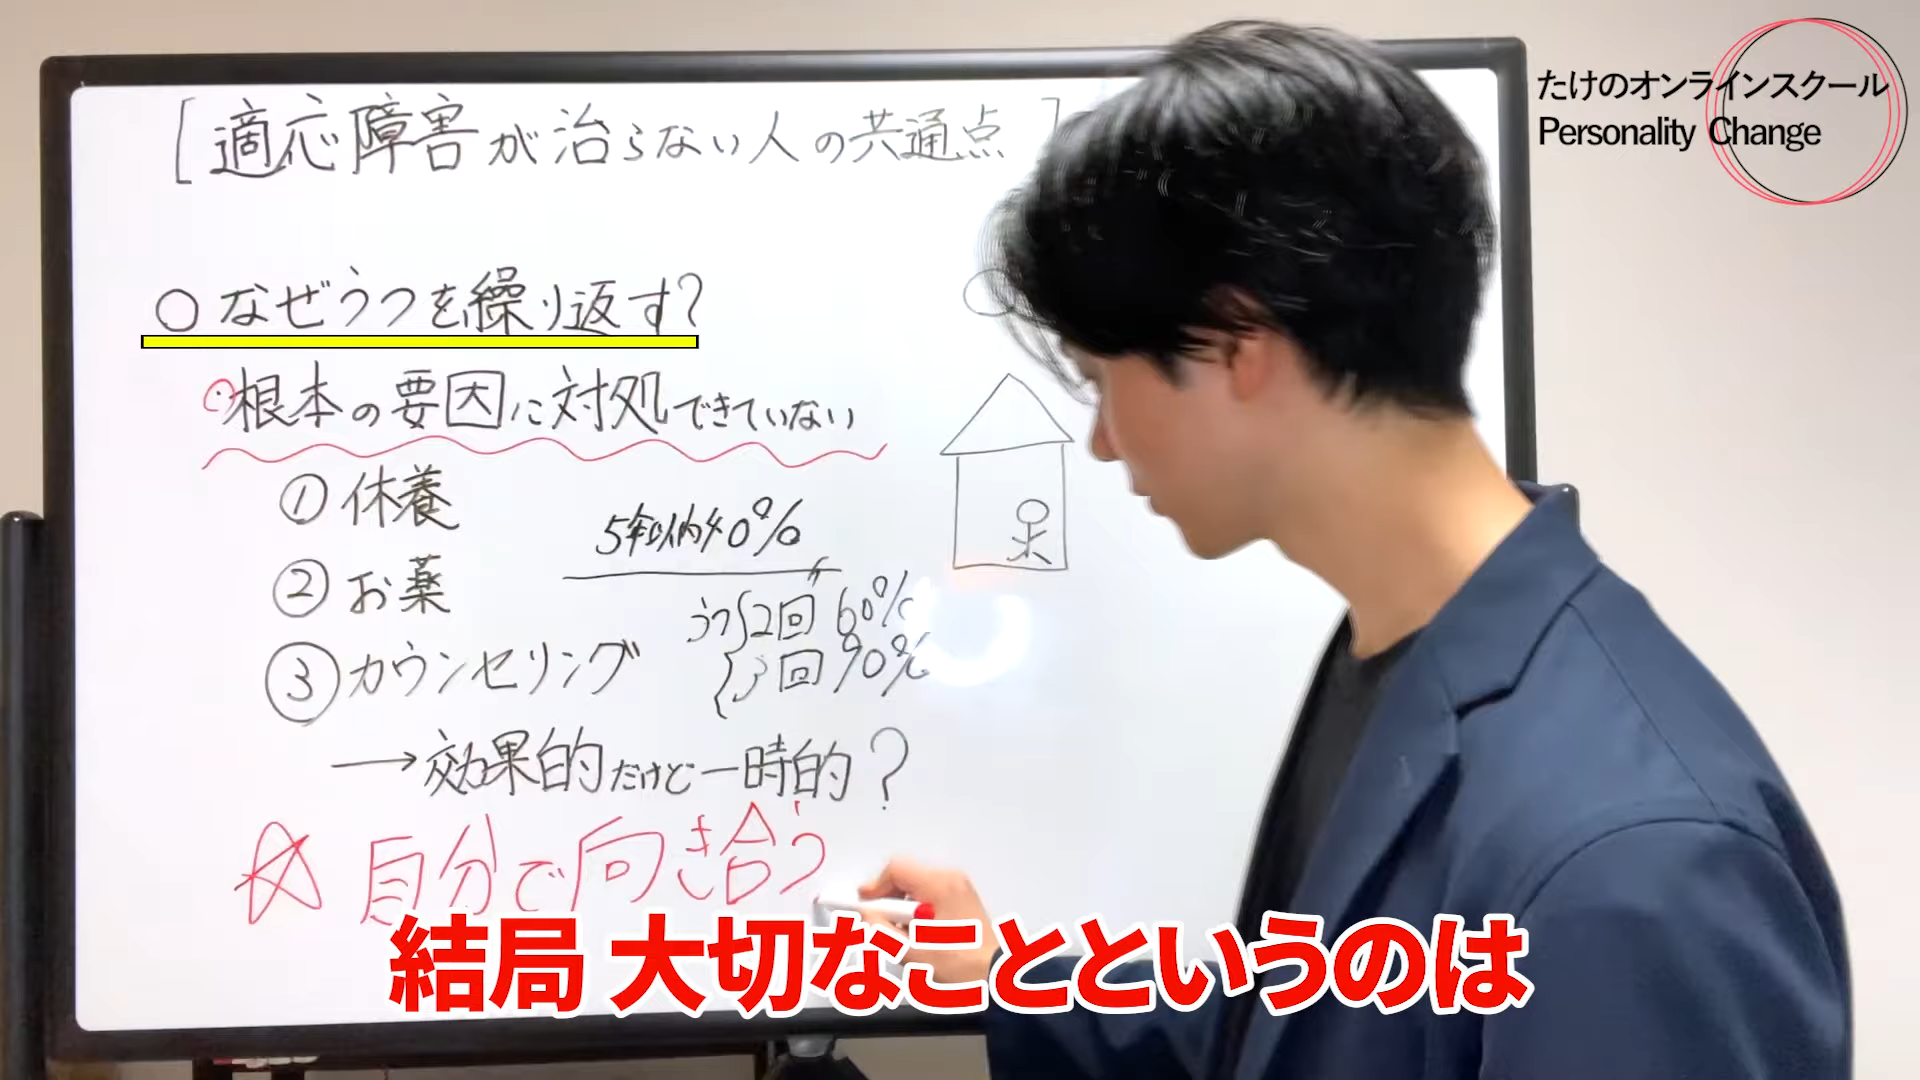 たけのオンラインスクール
Personality Change
[適応障害が治らない人の共通点]
○なぜうつを繰り返す?
根本の要因に対処できていない
①休養
5年以内40%
②お薬
うつ2回 60%
3回 90%
③カウンセリング
→効果的だけど一時的?
☆自分で向き合う
結局 大切なことというのは